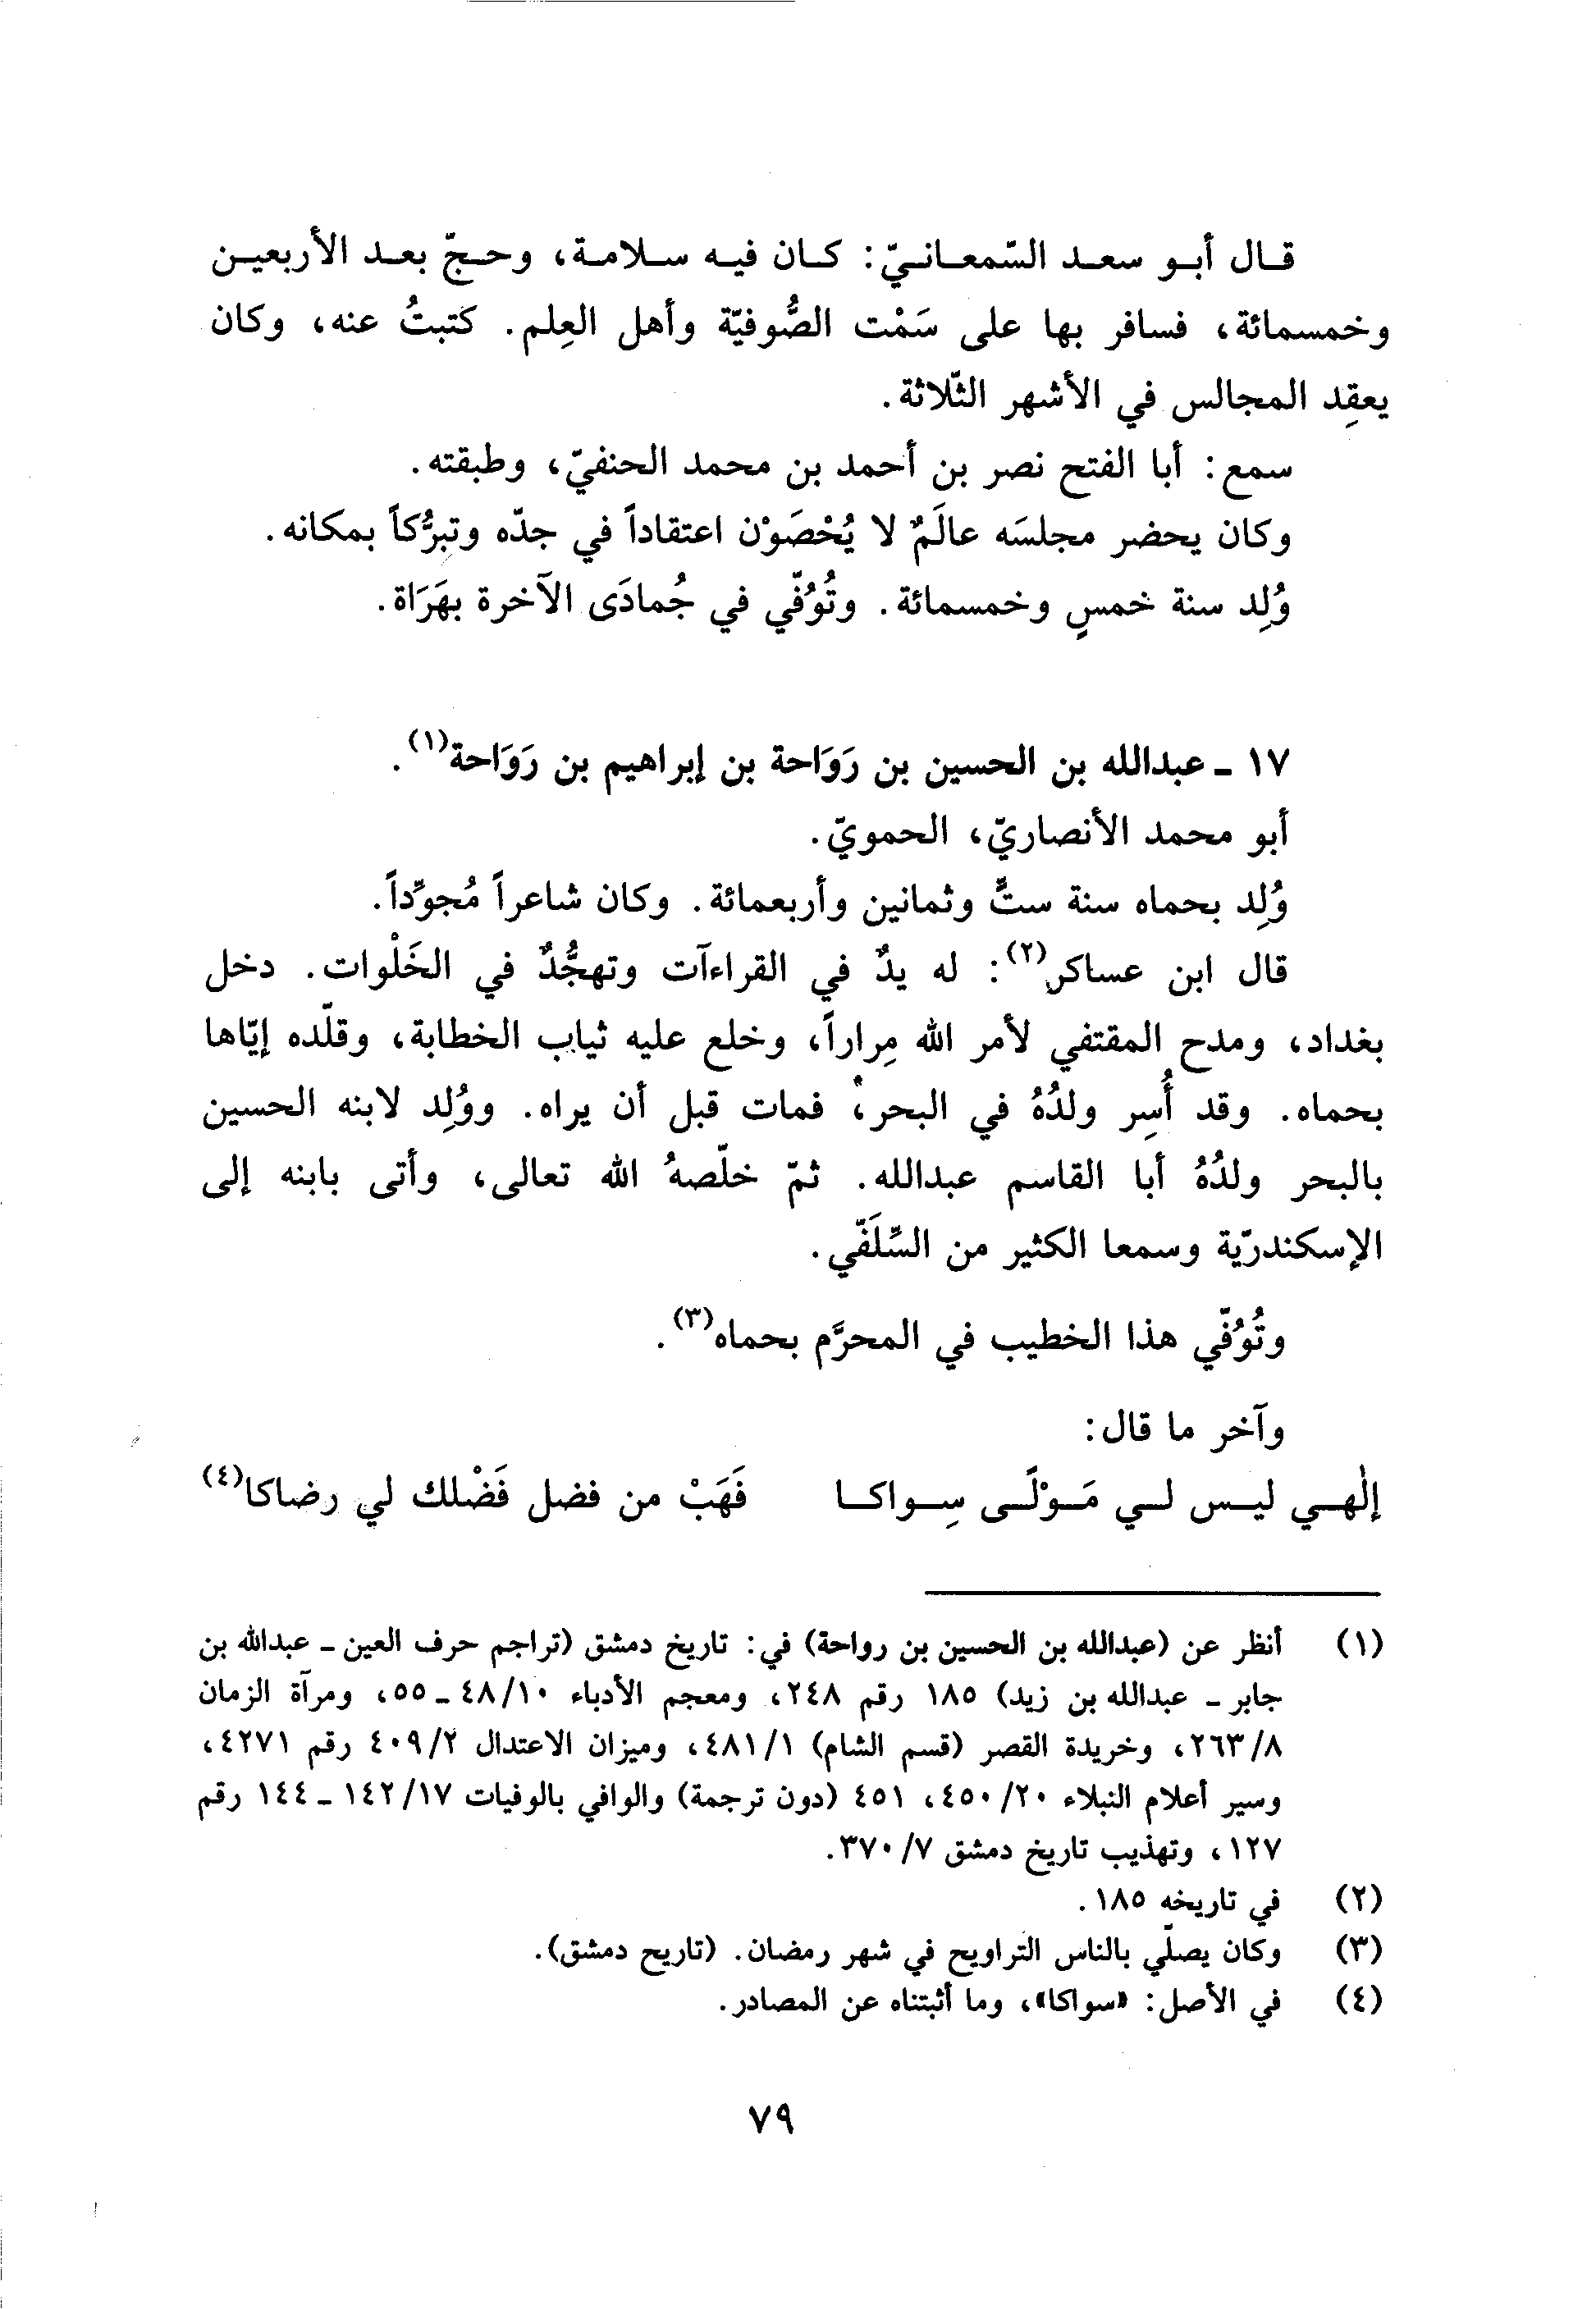 قال أبو سعد السّمعانيّ: كان فيه سلامة، وحجّ بعد الأربعين
وخمسمائة، فسافر بها على سَمْت الصُّوفيّة وأهل العِلم. كتبتُ عنه، وكان
يعقِد المجالس في الأشهر الثّلاثة.
سمع: أبا الفتح نصر بن أحمد بن محمد الحنفيّ، وطبقته.
وكان يحضر مجلسَه عالَمٌ لا يُحْصَوْن اعتقاداً في جدّه وتبرُّكاً بمكانه.
وُلِد سنة خمسٍ وخمسمائة. وتُوُفّي في جُمادَى الآخرة بهَرَاة.
١٧ ـ عبدالله بن الحسين بن رَوَاحة بن إبراهيم بن رَوَاحة(١).
أبو محمد الأنصاريّ، الحمويّ.
وُلِد بحماه سنة ستٍّ وثمانين وأربعمائة. وكان شاعراً مُجوِّداً.
قال ابن عساكر(٢): له يدٌ في القراءآت وتهجُّدٌ في الخَلْوات. دخل
بغداد، ومدح المقتفي لأمر الله مِراراً، وخلع عليه ثياب الخطابة، وقلّده إيّاها
بحماه. وقد أُسِر ولدُهُ في البحر، فمات قبل أن يراه. ووُلِد لابنه الحسين
بالبحر ولدُهُ أبا القاسم عبدالله. ثمّ خلّصهُ الله تعالى، وأتى بابنه إلى
الإسكندرّية وسمعا الكثير من السِّلَفّي.
وتُوُفّي هذا الخطيب في المحرَّم بحماه(٣).
وآخر ما قال:
إلٰهي ليس لي مَوْلًى سِواكا فَهَبْ من فضل فَضْلك لي رضاكا(٤)
(١) أنظر عن (عبدالله بن الحسين بن رواحة) في: تاريخ دمشق (تراجم حرف العين ـ عبدالله بن
جابر ـ عبدالله بن زيد) ١٨٥ رقم ٢٤٨، ومعجم الأدباء ٤٨/١٠ ـ ٥٥، ومرآة الزمان
٢٦٣/٨، وخريدة القصر (قسم الشام) ٤٨١/١، وميزان الاعتدال ٤٠٩/٢ رقم ٤٢٧١،
وسير أعلام النبلاء ٤٥٠/٢٠، ٤٥١ (دون ترجمة) والوافي بالوفيات ١٤٢/١٧ ـ ١٤٤ رقم
١٢٧، وتهذيب تاريخ دمشق ٣٧٠/٧.
(٢) في تاريخه ١٨٥.
(٣) وكان يصلّي بالناس التراويح في شهر رمضان. (تاريح دمشق).
(٤) في الأصل: «سواكا»، وما أثبتناه عن المصادر.
٧٩